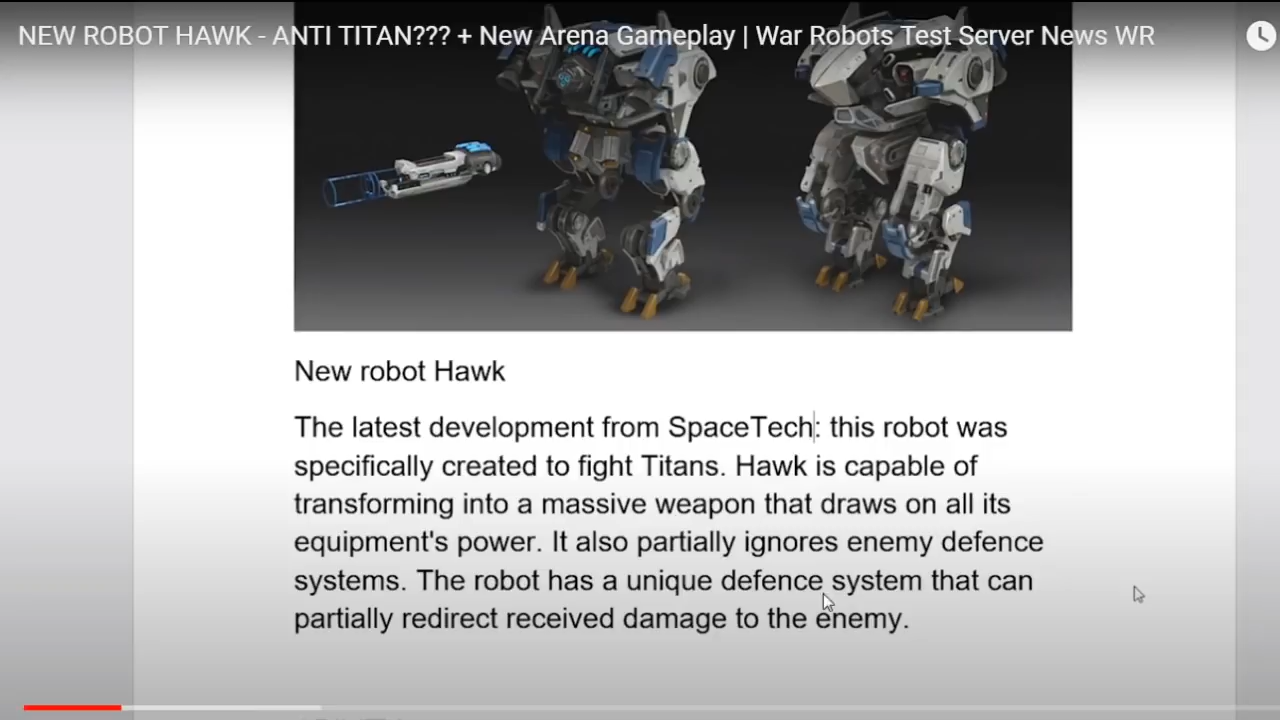 NEW ROBOT HAWK - ANTI TITAN??? + New Arena Gameplay | War Robots Test Server News WR
New robot Hawk
The latest development from SpaceTech: this robot was
specifically created to fight Titans. Hawk is capable of
transforming into a massive weapon that draws on all its
equipment's power. It also partially ignores enemy defence
systems. The robot has a unique defence system that can
partially redirect received damage to the enemy.